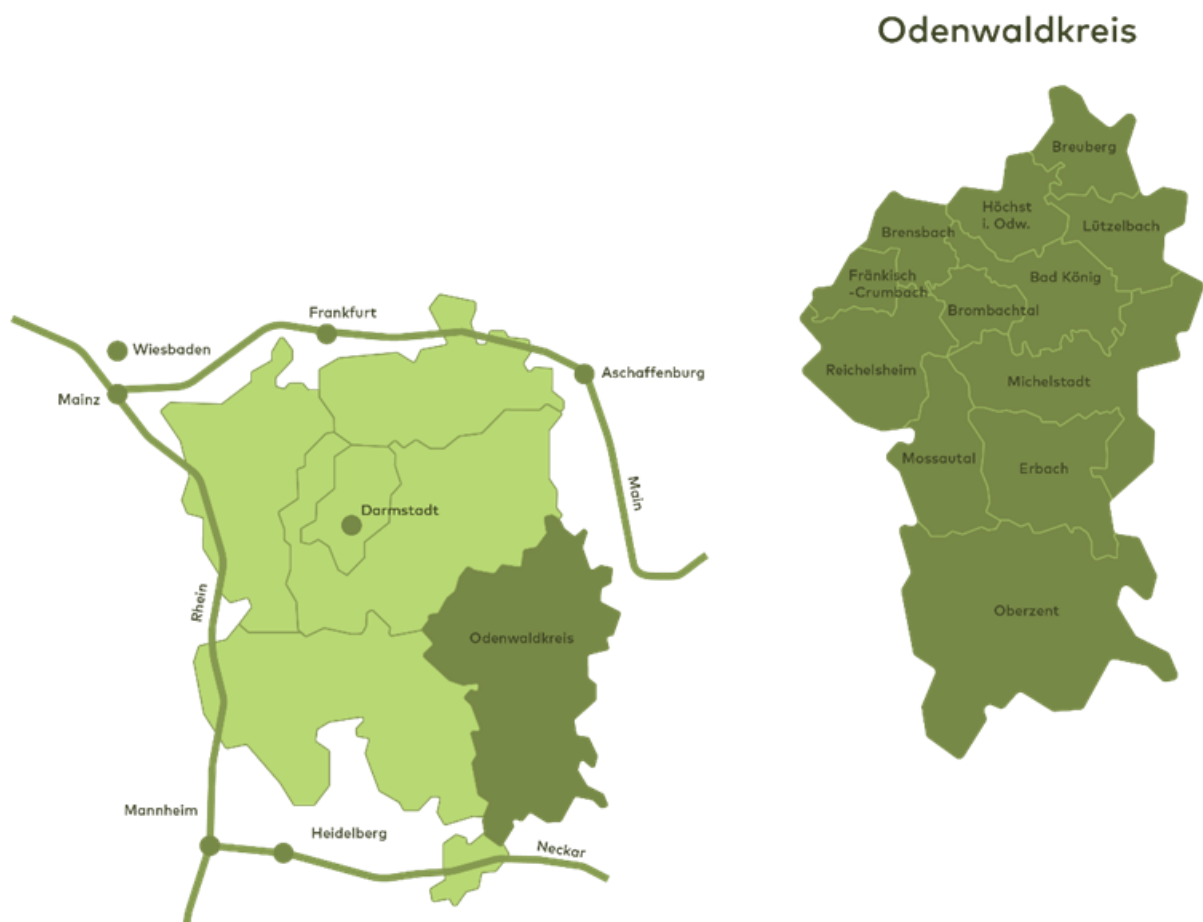 Odenwaldkreis
Breuberg
Höchst
i. Odw.
Lützelbach
Brensbach
Fränkisch
-Crumbach
Bad König
Brombachtal
Reichelsheim
Michelstadt
Mossautal
Erbach
Oberzent
Frankfurt
Wiesbaden
Mainz
Aschaffenburg
Main
Darmstadt
Rhein
Odenwaldkreis
Mannheim
Heidelberg
Neckar